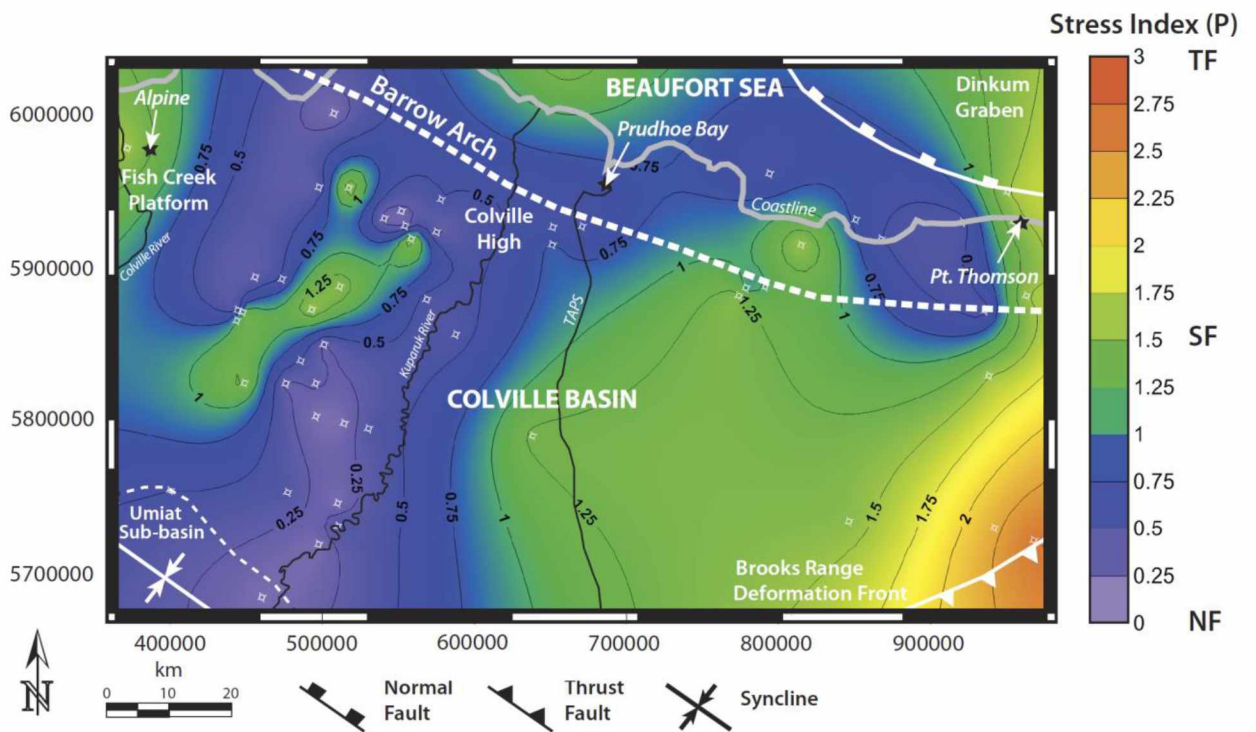 Stress Index (P)
3
TF
2.75
2.5
2.25
2
1.75
1.5
SF
1.25
1
0.75
0.5
0.25
0
NF
6000000
5900000
5800000
5700000
400000
500000
600000
700000
800000
900000
BEAUFORT SEA
Dinkum
Graben
Barrow Arch
Alpine
Prudhoe Bay
Fish Creek
Platform
Colville River
Colville
High
Coastline
Pt. Thomson
TAPS
Kuparuk River
COLVILLE BASIN
Umiat
Sub-basin
Brooks Range
Deformation Front
0.75
0.5
1
0.75
0.5
0.75
1
0.75
1.25
0.75
0.5
1
0.75
1
1.25
1
0.75
0.25
0.25
0.5
0.75
1
1.25
1.5
1.75
2
N
km
0
10
20
Normal
Fault
Thrust
Fault
Syncline